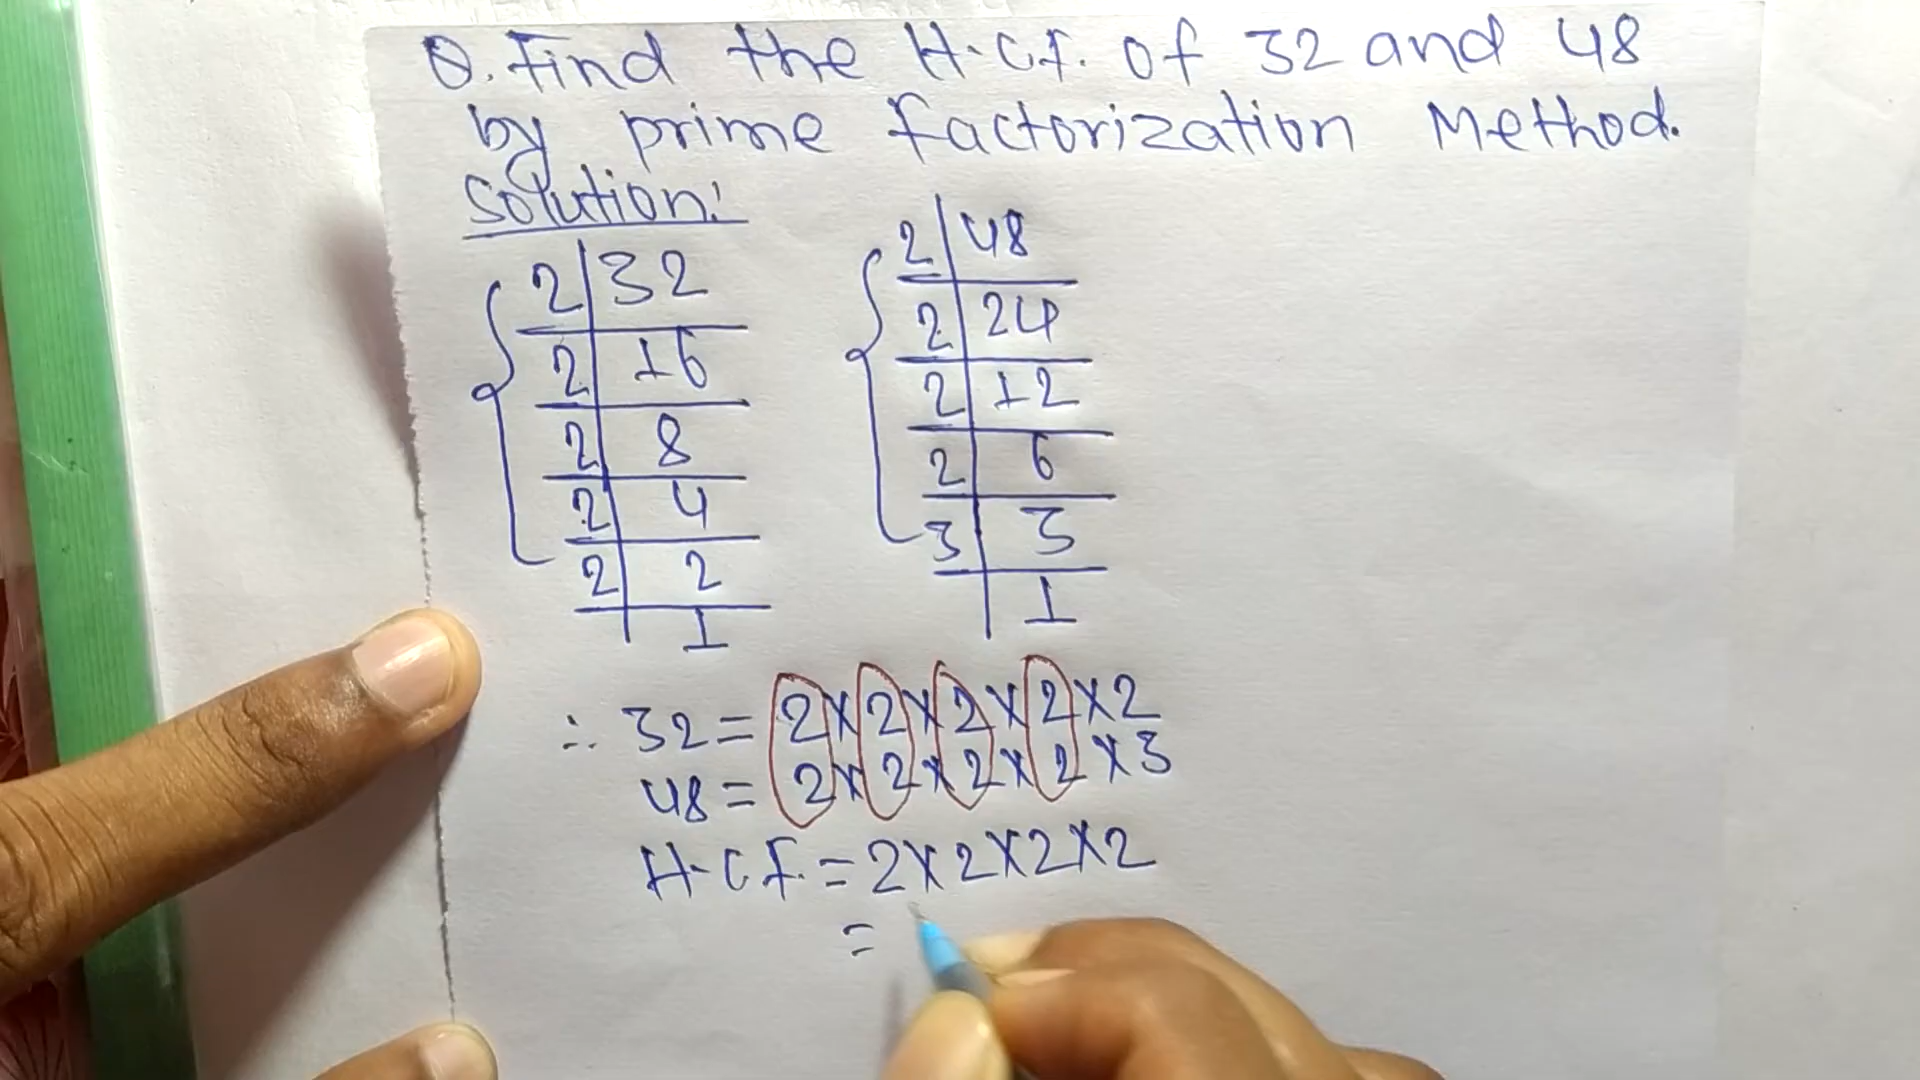 Q. Find the H.C.F. of 32 and 48
by prime factorization Method.
Solution:
2 | 32
2 | 16
2 | 8
2 | 4
2 | 2
| 1
2 | 48
2 | 24
2 | 12
2 | 6
3 | 3
| 1
∴ 32 = 2×2×2×2×2
48 = 2×2×2×2×3
H.C.F. = 2×2×2×2
=